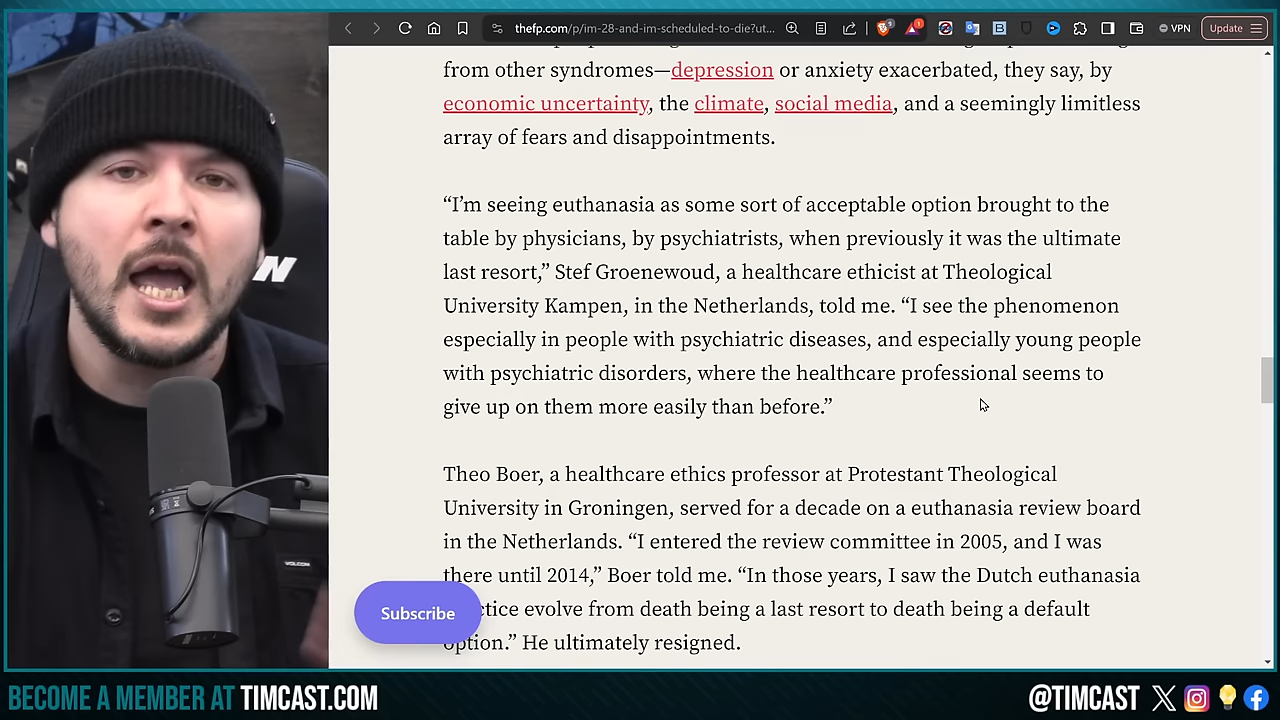 thefp.com/p/im-28-and-im-scheduled-to-die?ut...
VPN
Update
from other syndromes—depression or anxiety exacerbated, they say, by
economic uncertainty, the climate, social media, and a seemingly limitless
array of fears and disappointments.
“I’m seeing euthanasia as some sort of acceptable option brought to the
table by physicians, by psychiatrists, when previously it was the ultimate
last resort,” Stef Groenewoud, a healthcare ethicist at Theological
University Kampen, in the Netherlands, told me. “I see the phenomenon
especially in people with psychiatric diseases, and especially young people
with psychiatric disorders, where the healthcare professional seems to
give up on them more easily than before.”
Theo Boer, a healthcare ethics professor at Protestant Theological
University in Groningen, served for a decade on a euthanasia review board
in the Netherlands. “I entered the review committee in 2005, and I was
there until 2014,” Boer told me. “In those years, I saw the Dutch euthanasia
ctice evolve from death being a last resort to death being a default
option.” He ultimately resigned.
Subscribe
N
VOLCOM
BECOME A MEMBER AT TIMCAST.COM
@TIMCAST